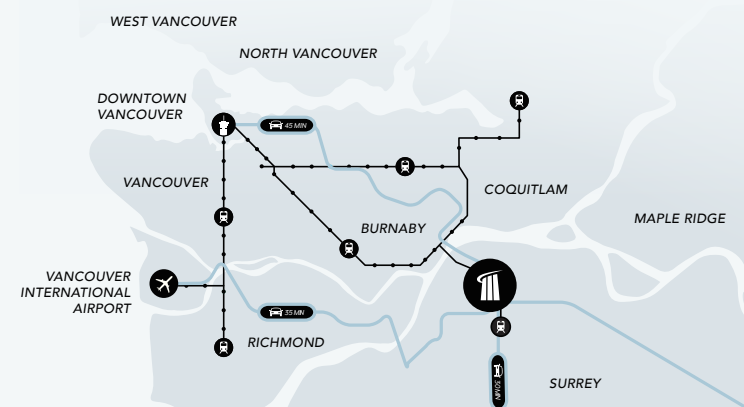 WEST VANCOUVER
NORTH VANCOUVER
DOWNTOWN
VANCOUVER
45 MIN
VANCOUVER
COQUITLAM
BURNABY
MAPLE RIDGE
VANCOUVER
INTERNATIONAL
AIRPORT
35 MIN
RICHMOND
30 MIN
SURREY